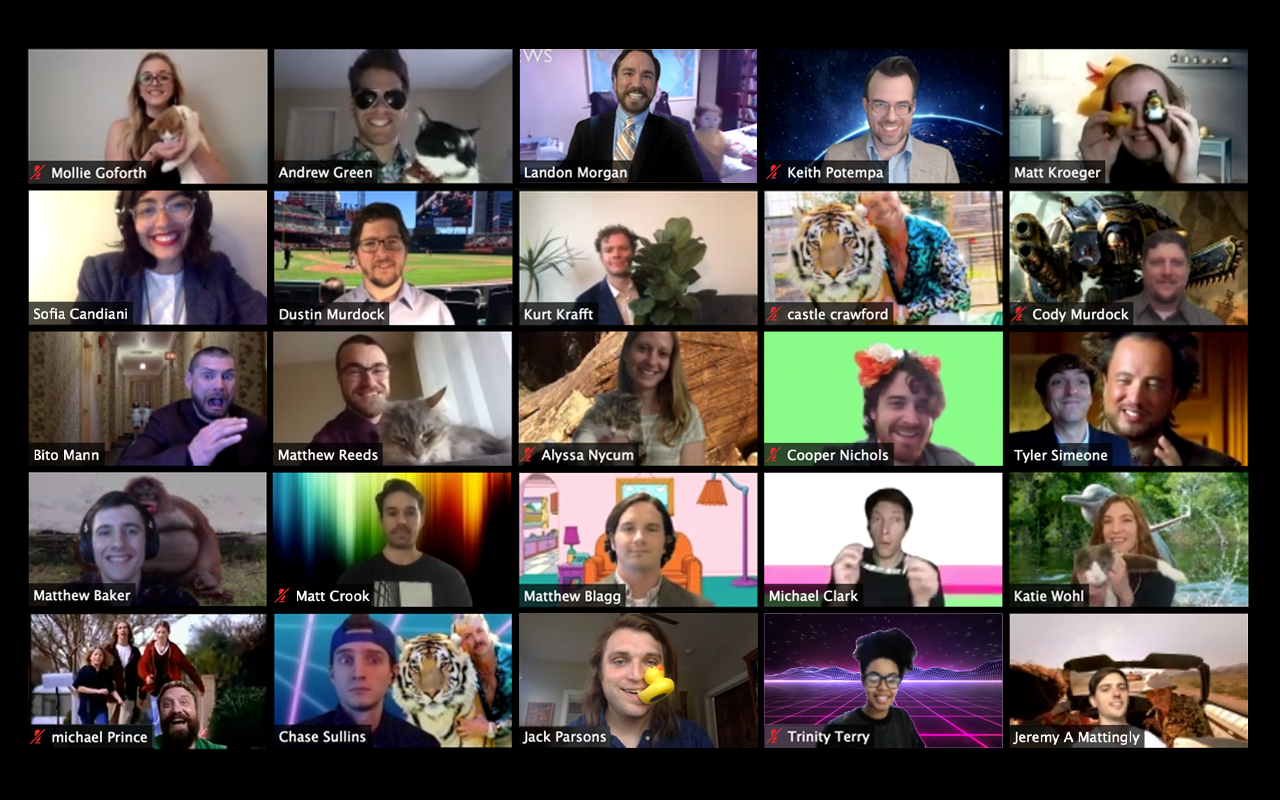 Mollie Goforth
Andrew Green
EWS
Landon Morgan
Keith Potempa
Matt Kroeger
Sofia Candiani
Dustin Murdock
Kurt Krafft
castle crawford
Cody Murdock
Bito Mann
Matthew Reeds
Alyssa Nycum
Cooper Nichols
Tyler Simeone
Matthew Baker
Matt Crook
Matthew Blagg
Michael Clark
Katie Wohl
michael Prince
Chase Sullins
Jack Parsons
Trinity Terry
Jeremy A Mattingly